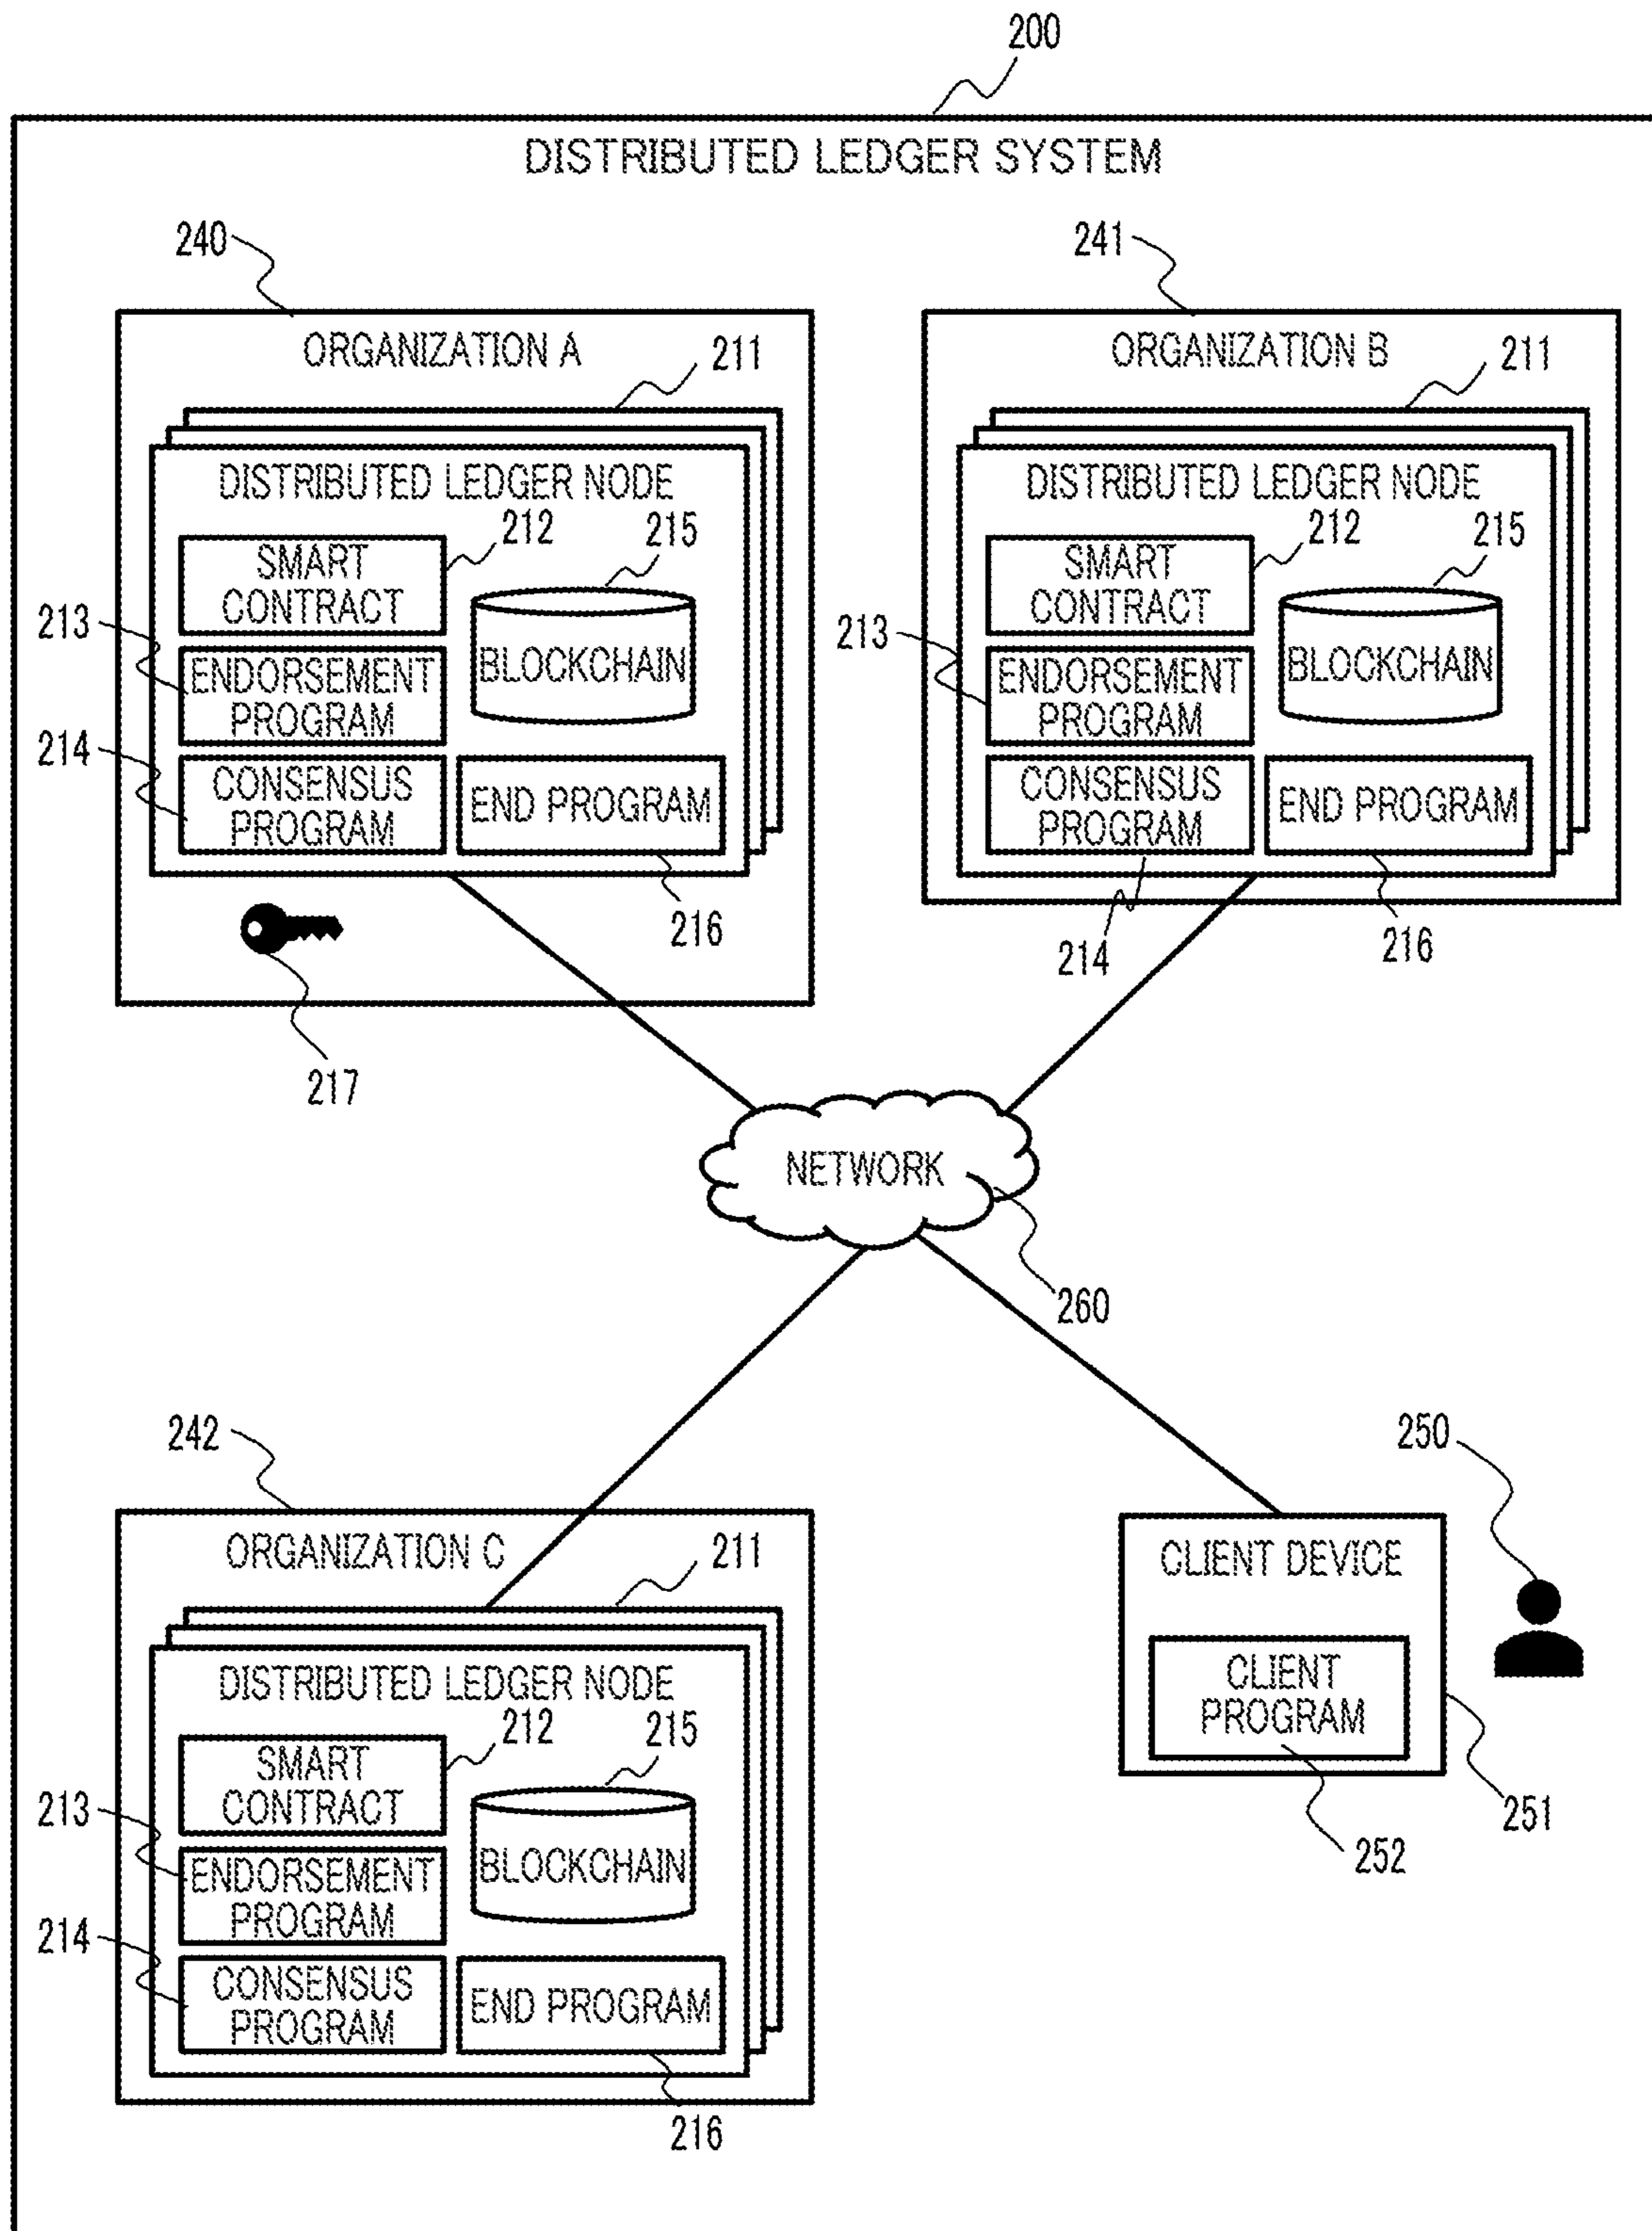 200
DISTRIBUTED LEDGER SYSTEM
240
ORGANIZATION A
211
DISTRIBUTED LEDGER NODE
212
215
SMART
CONTRACT
213
BLOCKCHAIN
ENDORSEMENT
PROGRAM
214
CONSENSUS
PROGRAM
END PROGRAM
216
217
241
ORGANIZATION B
211
DISTRIBUTED LEDGER NODE
212
215
SMART
CONTRACT
213
BLOCKCHAIN
ENDORSEMENT
PROGRAM
CONSENSUS
PROGRAM
END PROGRAM
214
216
NETWORK
260
242
ORGANIZATION C
211
DISTRIBUTED LEDGER NODE
212
215
SMART
CONTRACT
213
BLOCKCHAIN
ENDORSEMENT
PROGRAM
214
CONSENSUS
PROGRAM
END PROGRAM
216
250
CLIENT DEVICE
CLIENT
PROGRAM
251
252